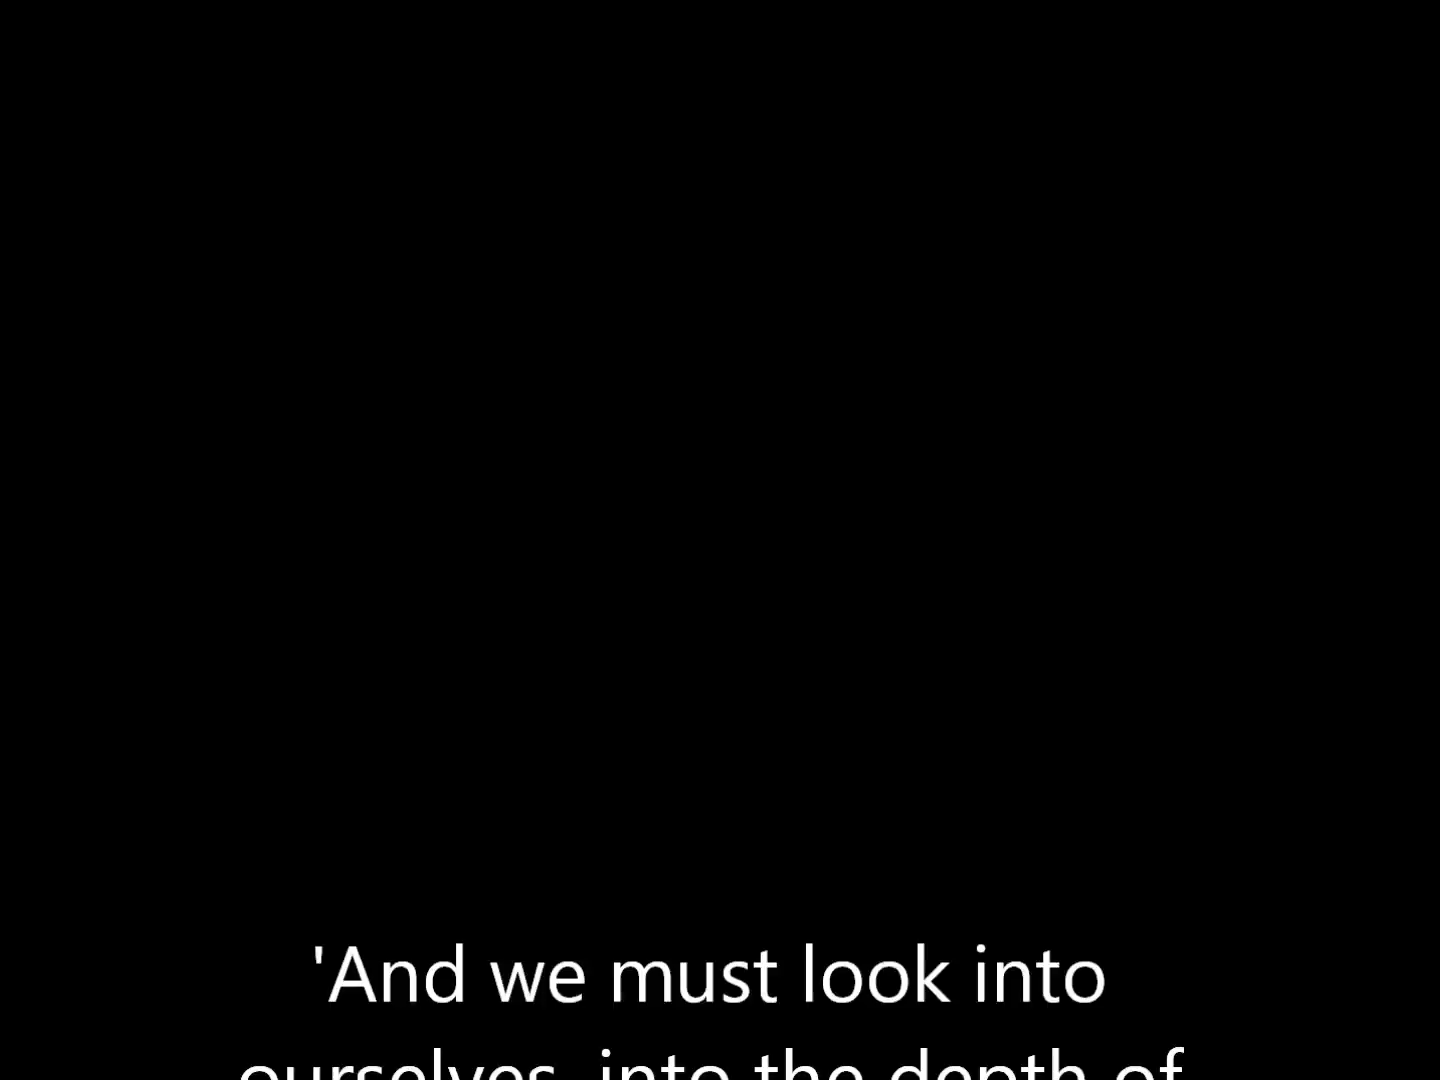 'And we must look into
ourselves, into the depth of